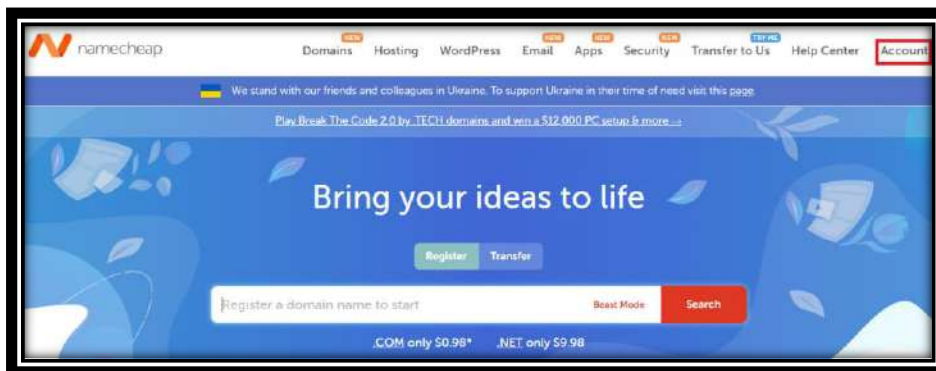 NEW NEW NEW NEW TRY ME
namecheap Domains Hosting WordPress Email Apps Security Transfer to Us Help Center Account
We stand with our friends and colleagues in Ukraine. To support Ukraine in their time of need visit this page.
Play Break The Code 2.0 by .TECH domains and win a $12,000 PC setup & more →
Bring your ideas to life
Register Transfer
Register a domain name to start Beast Mode Search
.COM only $0.98* .NET only $9.98